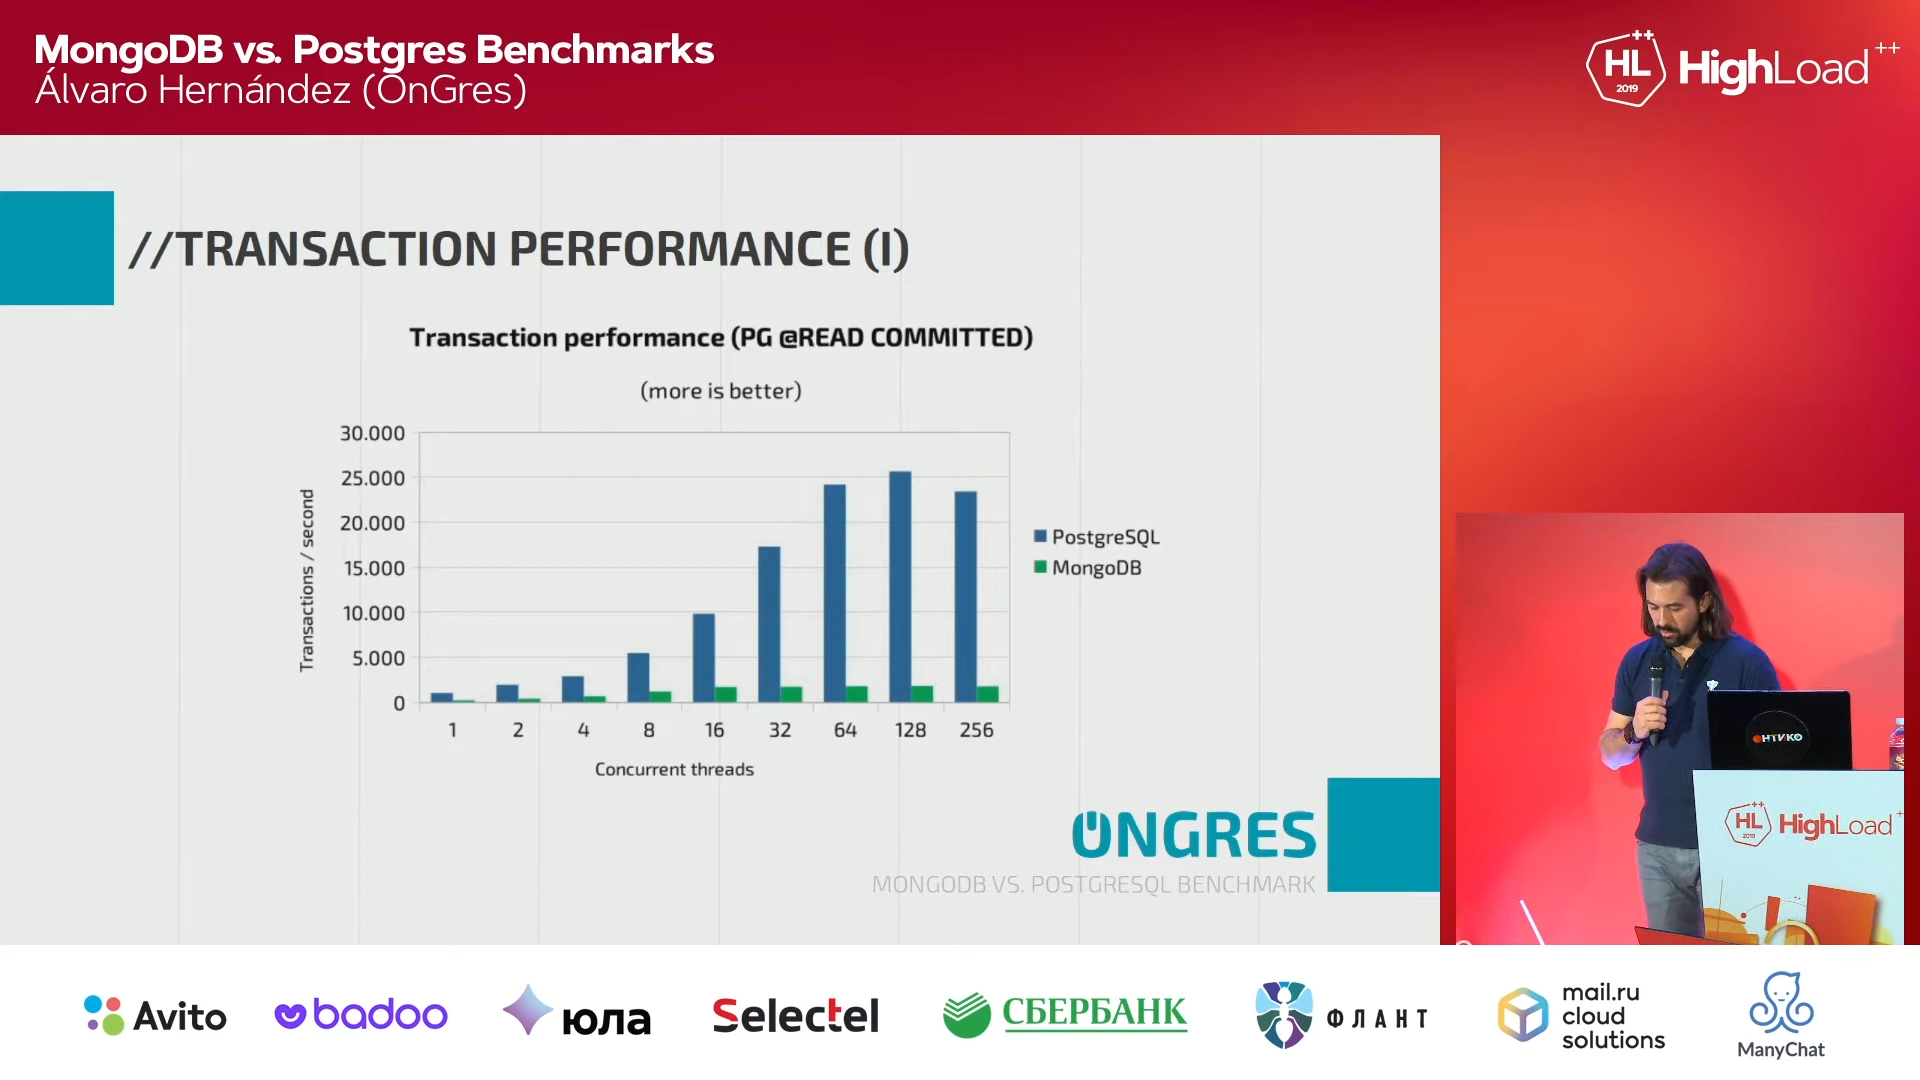 MongoDB vs. Postgres Benchmarks
Álvaro Hernández (OnGres)
HL
2019
HighLoad++
//TRANSACTION PERFORMANCE (I)
Transaction performance (PG @READ COMMITTED)
(more is better)
Transactions / second
30.000
25.000
20.000
15.000
10.000
5.000
0
1 2 4 8 16 32 64 128 256
Concurrent threads
PostgreSQL
MongoDB
ONGRES
MONGODB VS. POSTGRESQL BENCHMARK
ОНТИКО
HL
2019
HighLoad+
Avito
badoo
юла
Selectel
СБЕРБАНК
ФЛАНТ
mail.ru
cloud
solutions
ManyChat